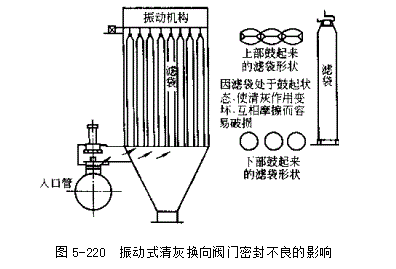 振动机构
滤袋
入口管
上部鼓起来
的滤袋形状
因滤袋处于鼓起状
态,使清灰作用变
坏,互相摩擦而容
易破损
下部鼓起来
的滤袋形状
滤袋
图5-220 振动式清灰换向阀门密封不良的影响